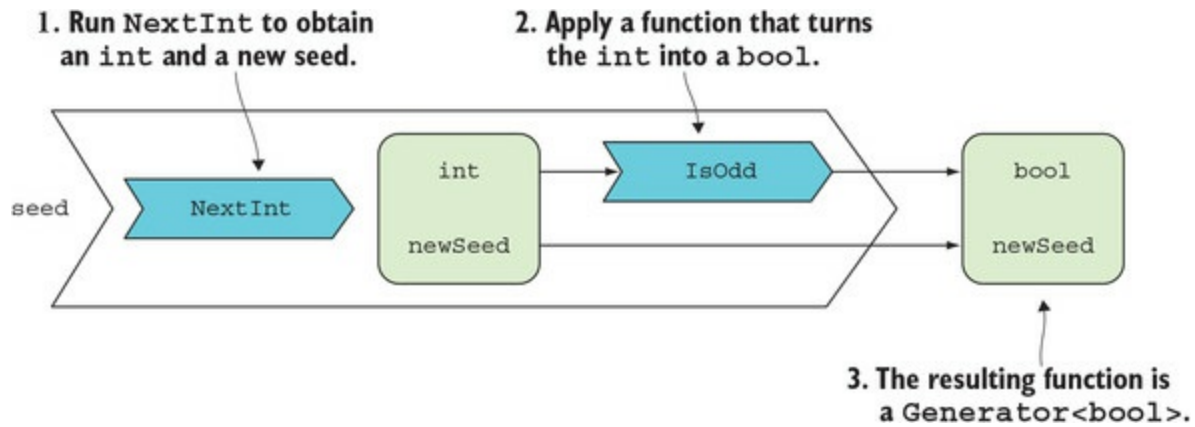 1. Run NextInt to obtain
an int and a new seed.
2. Apply a function that turns
the int into a bool.
seed
NextInt
int
newSeed
IsOdd
bool
newSeed
3. The resulting function is
a Generator<bool>.